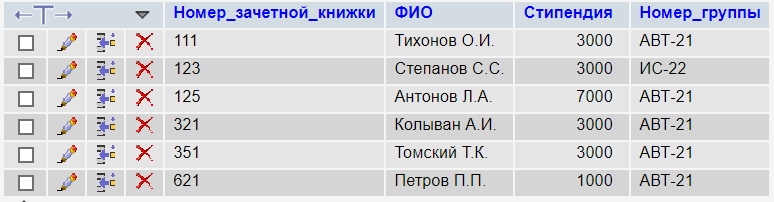 Номер_зачетной_книжки ФИО Стипендия Номер_группы
111 Тихонов О.И. 3000 АВТ-21
123 Степанов С.С. 3000 ИС-22
125 Антонов Л.А. 7000 АВТ-21
321 Колыван А.И. 3000 АВТ-21
351 Томский Т.К. 3000 АВТ-21
621 Петров П.П. 1000 АВТ-21